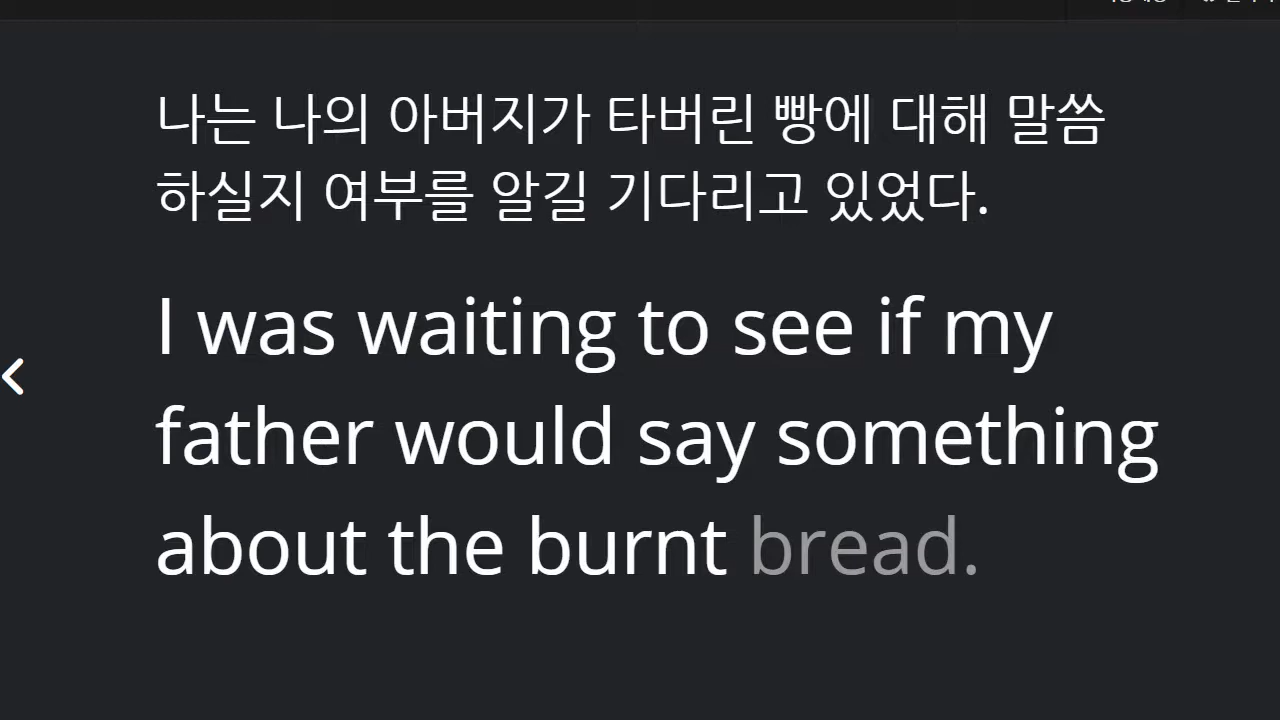 나는 나의 아버지가 타버린 빵에 대해 말씀
하실지 여부를 알길 기다리고 있었다.
I was waiting to see if my
father would say something
about the burnt bread.